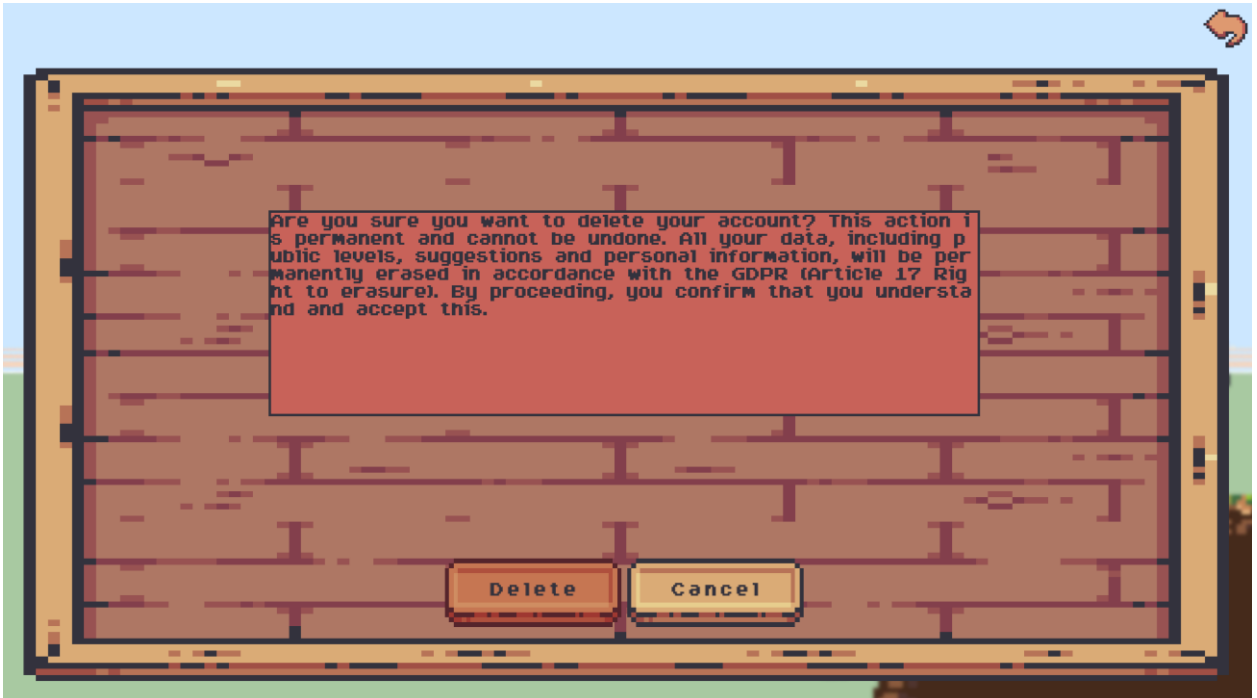 Are you sure you want to delete your account? This action i
s permanent and cannot be undone. All your data, including p
ublic levels, suggestions and personal information, will be per
manently erased in accordance with the GDPR (Article 17 Rig
ht to erasure). By proceeding, you confirm that you understa
nd and accept this.
Delete
Cancel